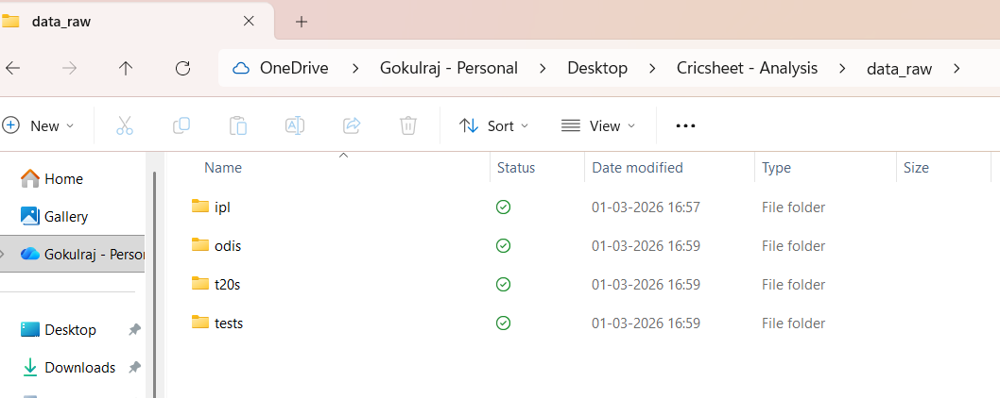 data_raw
OneDrive > Gokulraj - Personal > Desktop > Cricsheet - Analysis > data_raw >
New Sort View
Name Status Date modified Type Size
Home
Gallery
Gokulraj - Perso
Desktop
Downloads
ipl 01-03-2026 16:57 File folder
odis 01-03-2026 16:59 File folder
t20s 01-03-2026 16:59 File folder
tests 01-03-2026 16:59 File folder